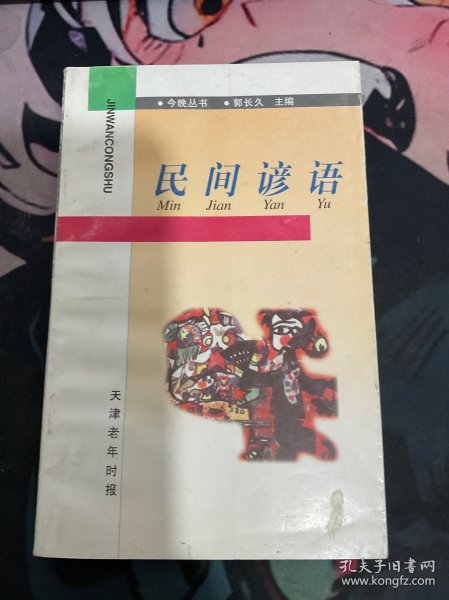 JINWANCONGSHU
• 今晚丛书 • 郭长久 主编
民间谚语
Min Jian Yan Yu
天津老年时报
孔夫子旧书网
www.kongfz.com